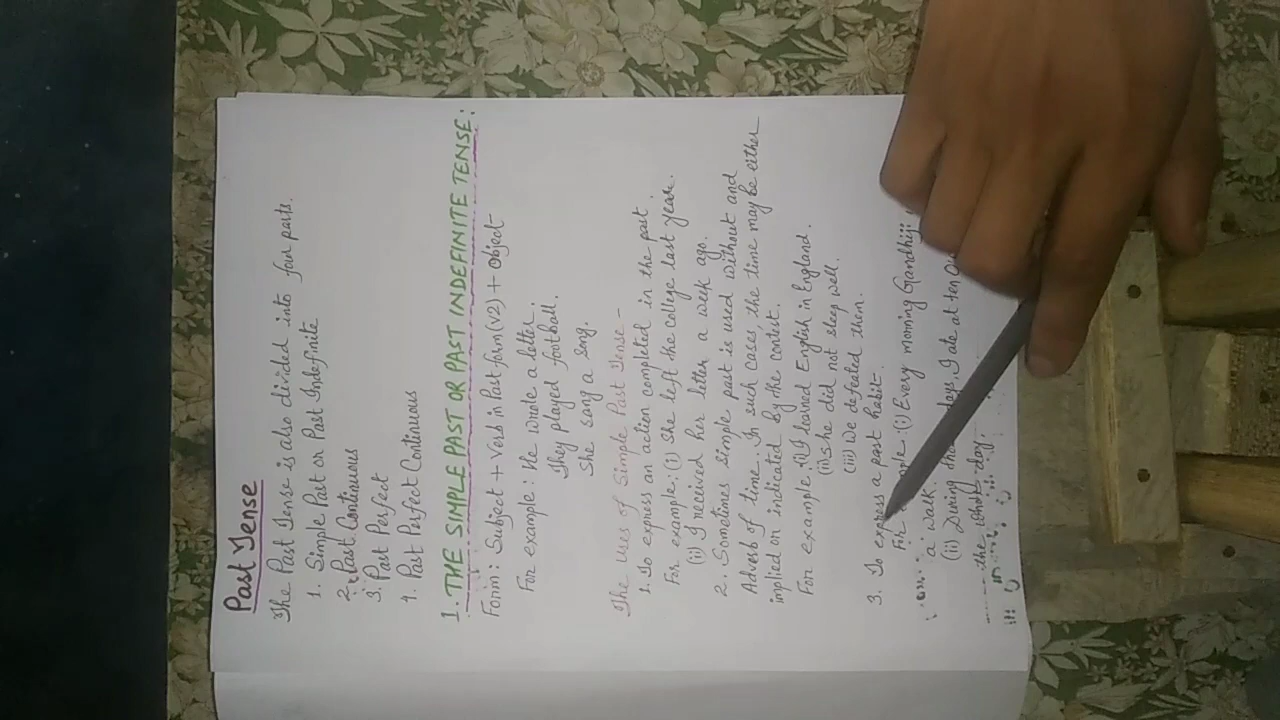 Past Tense
The Past Tense is also divided into four parts.
1. Simple Past or Past Indefinite
2. Past Continuous
3. Past Perfect
4. Past Perfect Continuous
1. THE SIMPLE PAST OR PAST INDEFINITE TENSE:
Form: Subject + Verb in Past form (V2) + Object
For example: He wrote a letter.
They played football.
She sang a song.
The uses of Simple Past Tense -
1. To express an action completed in the past.
For example: (i) She left the college last year.
(ii) I received her letter a week ago.
2. Sometimes simple past is used without and
Adverb of time. In such cases, the time may be either
implied or indicated by the contest.
For example: (i) I learned English in England.
(ii) She did not sleep well.
(iii) We defeated them.
3. To express a past habit.
(i) Every morning Gandhiji
a walk
(ii) During I ate at ten
the day.